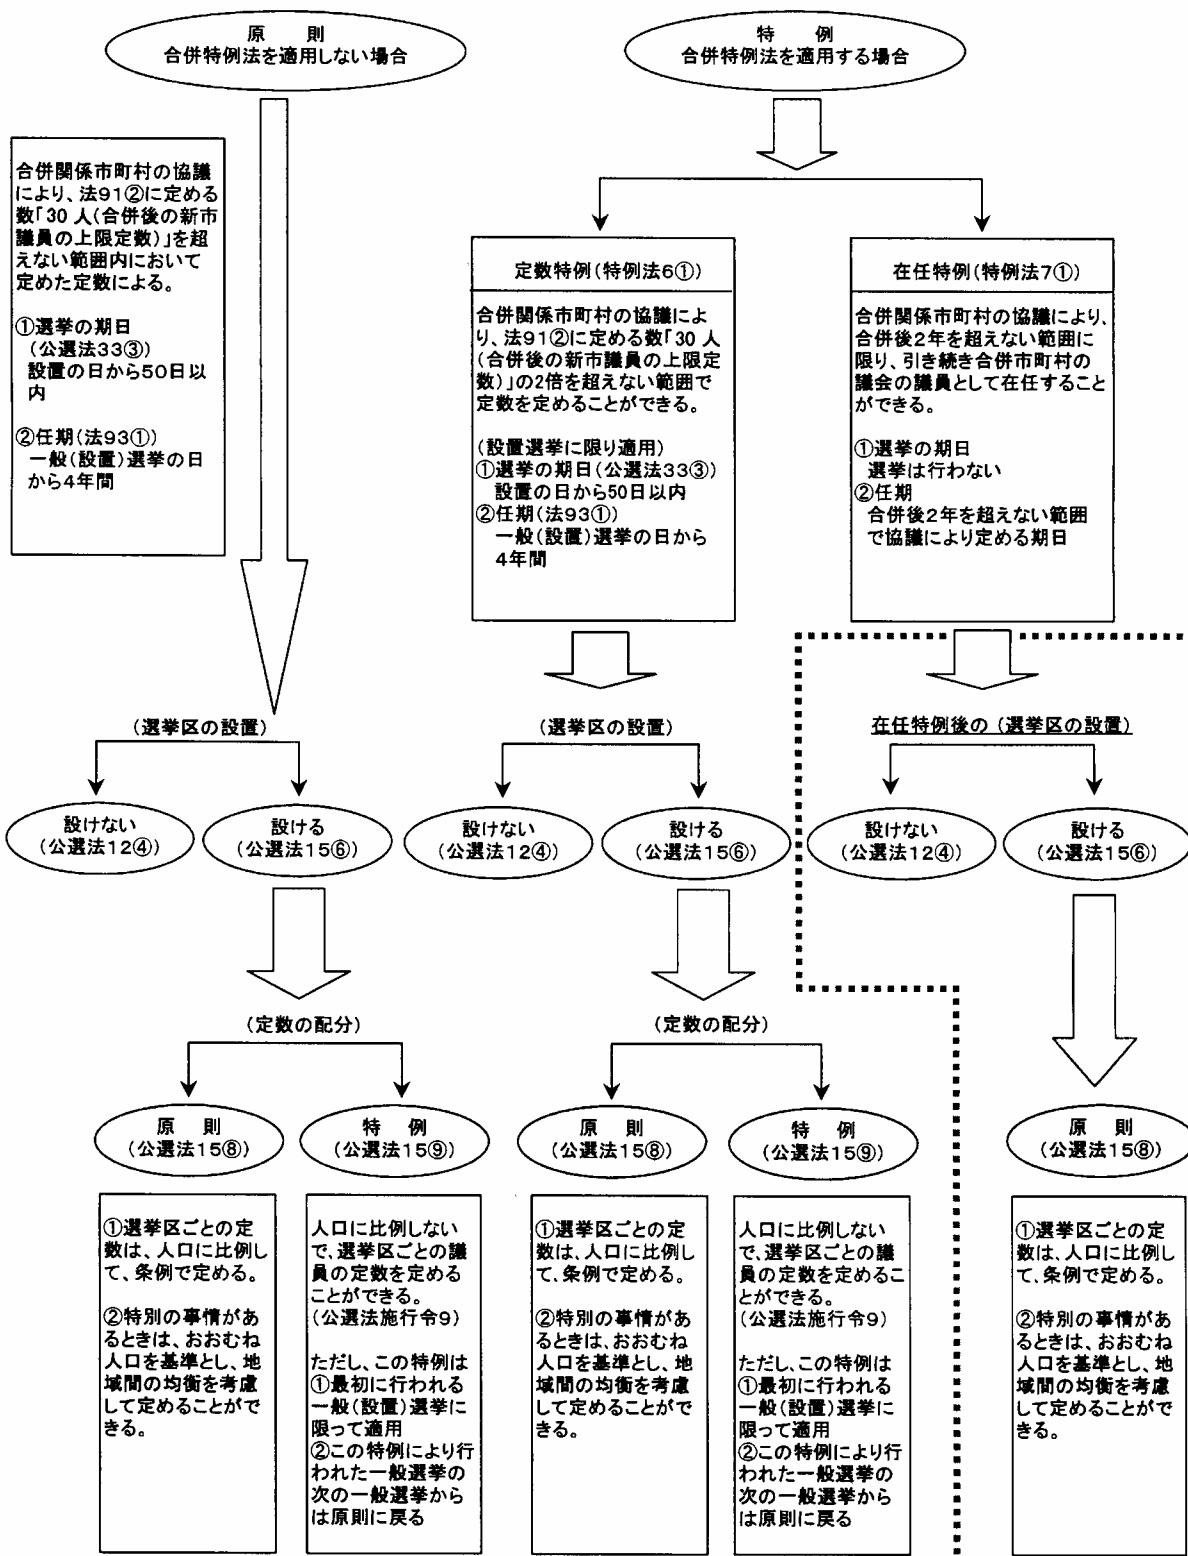 原　則
合併特例法を適用しない場合
特　例
合併特例法を適用する場合
合併関係市町村の協議
により、法91②に定める
数「30 人(合併後の新市
議員の上限定数)」を超
えない範囲内において
定めた定数による。
①選挙の期日
(公選法33③)
設置の日から50日以
内
②任期(法93①)
一般(設置)選挙の日
から4年間
定数特例(特例法6①)
合併関係市町村の協議によ
り、法91②に定める数「30 人
(合併後の新市議員の上限定
数)」の2倍を超えない範囲で
定数を定めることができる。
(設置選挙に限り適用)
①選挙の期日(公選法33③)
設置の日から50日以内
②任期(法93①)
一般(設置)選挙の日から
4年間
在任特例(特例法7①)
合併関係市町村の協議により、
合併後2年を超えない範囲に
限り、引き続き合併市町村の
議会の議員として在任すること
ができる。
①選挙の期日
選挙は行わない
②任期
合併後2年を超えない範囲
で協議により定める期日
(選挙区の設置)
(選挙区の設置)
在任特例後の (選挙区の設置)
設けない
(公選法12④)
設ける
(公選法15⑥)
設けない
(公選法12④)
設ける
(公選法15⑥)
設けない
(公選法12④)
設ける
(公選法15⑥)
(定数の配分)
(定数の配分)
原　則
(公選法15⑧)
特　例
(公選法15⑨)
原　則
(公選法15⑧)
特　例
(公選法15⑨)
原　則
(公選法15⑧)
①選挙区ごとの定
数は、人口に比例し
て、条例で定める。
②特別の事情があ
るときは、おおむね
人口を基準とし、地
域間の均衡を考慮
して定めることがで
きる。
人口に比例しない
で、選挙区ごとの議
員の定数を定める
ことができる。
(公選法施行令9)
ただし、この特例は
①最初に行われる
一般(設置)選挙に
限って適用
②この特例により行
われた一般選挙の
次の一般選挙から
は原則に戻る
①選挙区ごとの定
数は、人口に比例し
て、条例で定める。
②特別の事情があ
るときは、おおむね
人口を基準とし、地
域間の均衡を考慮
して定めることがで
きる。
人口に比例しない
で、選挙区ごとの議
員の定数を定めるこ
とができる。
(公選法施行令9)
ただし、この特例は
①最初に行われる
一般(設置)選挙に
限って適用
②この特例により行
われた一般選挙の
次の一般選挙から
は原則に戻る
①選挙区ごとの定
数は、人口に比例し
て、条例で定める。
②特別の事情があ
るときは、おおむね
人口を基準とし、地
域間の均衡を考慮
して定めることがで
きる。